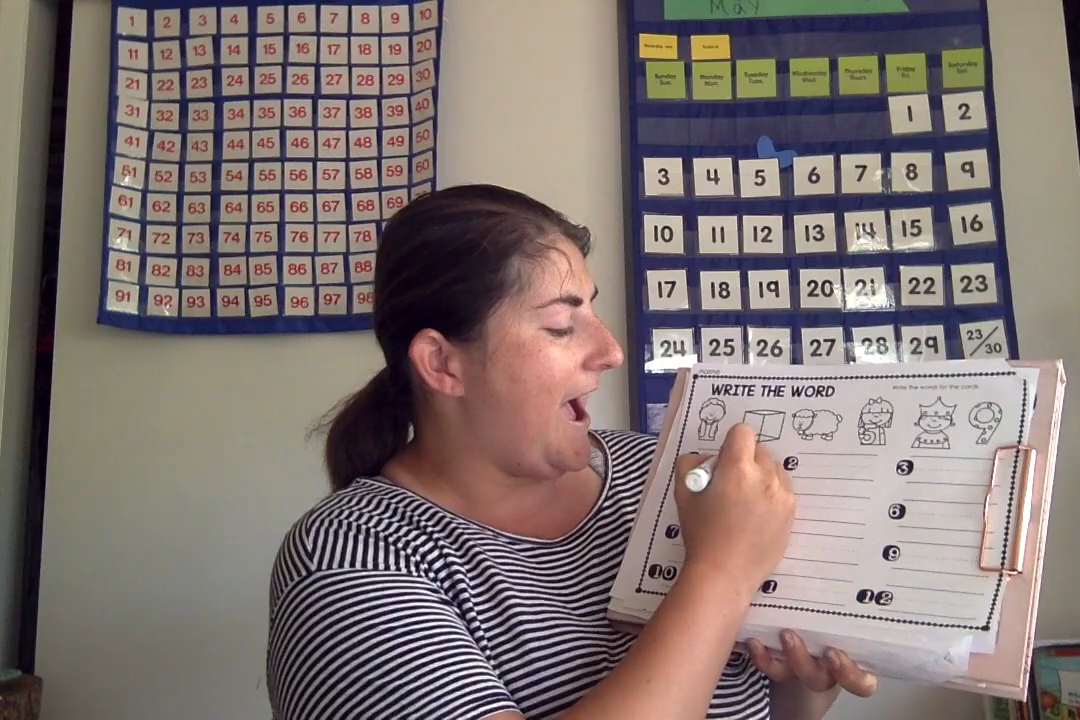 May
1 2 3 4 5 6 7 8 9 10
11 12 13 14 15 16 17 18 19 20
21 22 23 24 25 26 27 28 29 30
31 32 33 34 35 36 37 38 39 40
41 42 43 44 45 46 47 48 49 50
51 52 53 54 55 56 57 58 59 60
61 62 63 64 65 66 67 68 69
71 72 73 74 75 76 77 78
81 82 83 84 85 86 87 88
91 92 93 94 95 96 97 98
Sunday Monday Tuesday Wednesday Thursday Friday Saturday
Sun. Mon. Tues. Wed. Thurs. Fri. Sat.
1 2
3 4 5 6 7 8 9
10 11 12 13 14 15 16
17 18 19 20 21 22 23
24 25 26 27 28 29 23/30
name
WRITE THE WORD
Write the words for the cards.
5 9
2 3
6
7 9
10 1 12